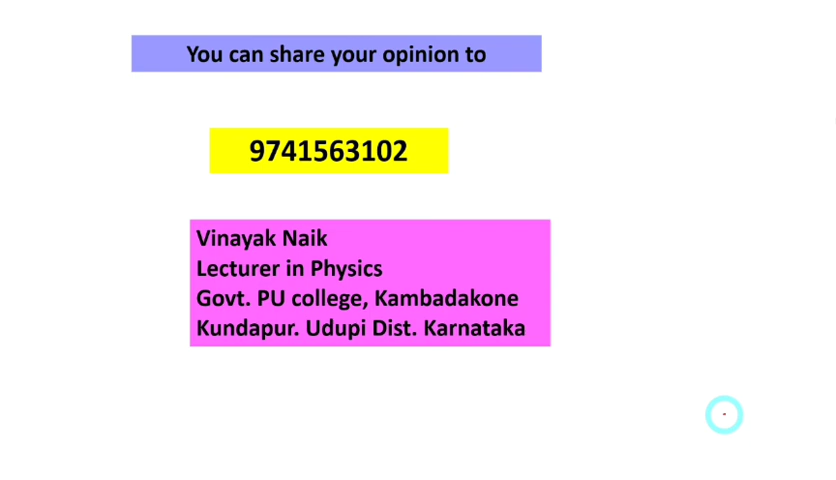 You can share your opinion to
9741563102
Vinayak Naik
Lecturer in Physics
Govt. PU college, Kambadakone
Kundapur. Udupi Dist. Karnataka